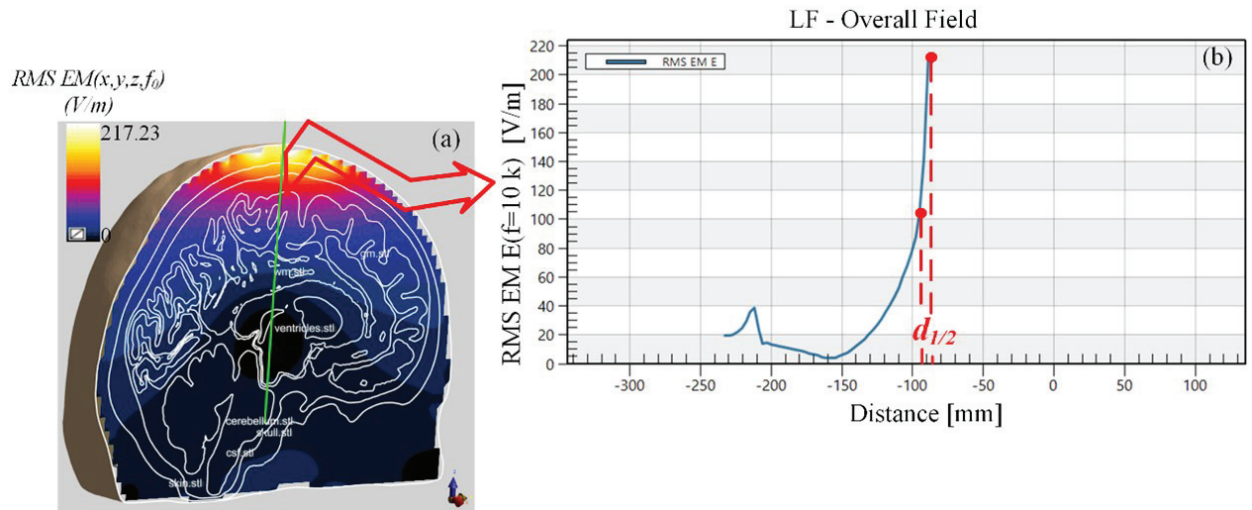 RMS EM(x,y,z,f₀)
(V/m)
217.23
0
(a)
gm.stl
wm.stl
ventricles.stl
cerebellum.stl
skull.stl
csf.stl
skin.stl
z
LF - Overall Field
(b)
RMS EM E
RMS EM E(f=10 k) [V/m]
220
200
180
160
140
120
100
80
60
40
20
0
d1/2
-300
-250
-200
-150
-100
-50
0
50
100
Distance [mm]